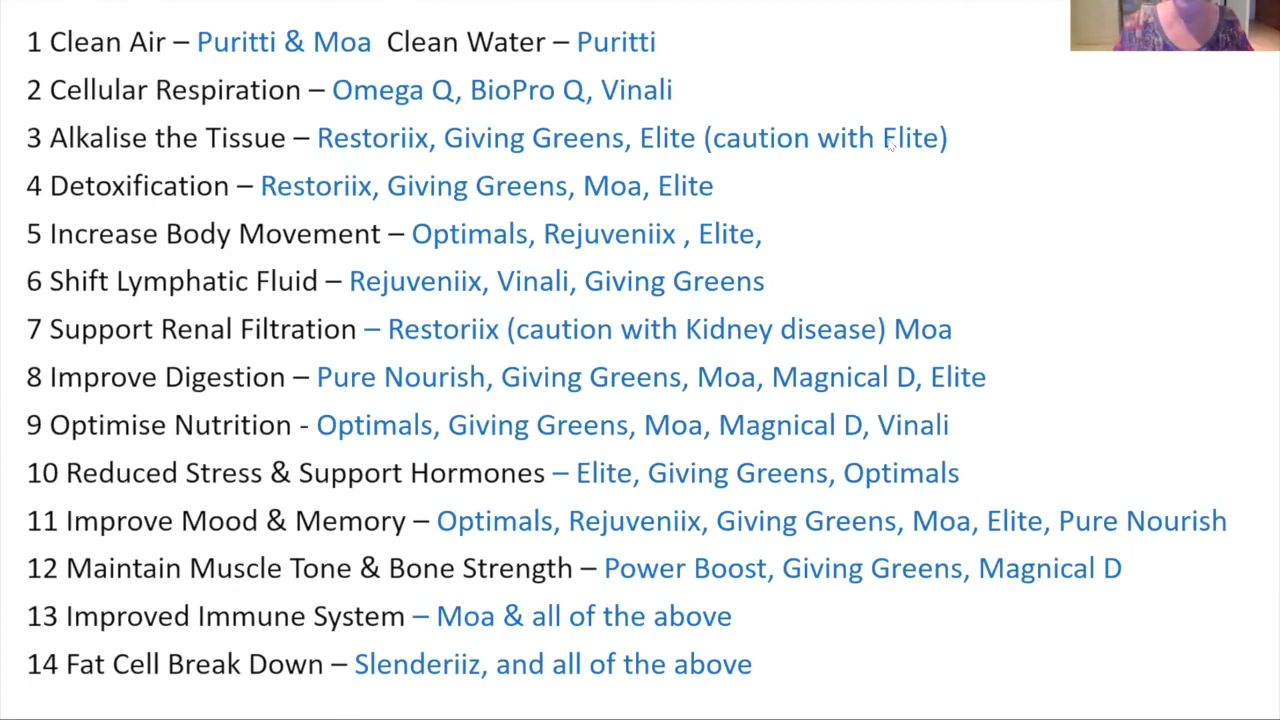 1 Clean Air – Puritti & Moa  Clean Water – Puritti
2 Cellular Respiration – Omega Q, BioPro Q, Vinali
3 Alkalise the Tissue – Restoriix, Giving Greens, Elite (caution with Elite)
4 Detoxification – Restoriix, Giving Greens, Moa, Elite
5 Increase Body Movement – Optimals, Rejuveniix , Elite,
6 Shift Lymphatic Fluid – Rejuveniix, Vinali, Giving Greens
7 Support Renal Filtration – Restoriix (caution with Kidney disease) Moa
8 Improve Digestion – Pure Nourish, Giving Greens, Moa, Magnical D, Elite
9 Optimise Nutrition - Optimals, Giving Greens, Moa, Magnical D, Vinali
10 Reduced Stress & Support Hormones – Elite, Giving Greens, Optimals
11 Improve Mood & Memory – Optimals, Rejuveniix, Giving Greens, Moa, Elite, Pure Nourish
12 Maintain Muscle Tone & Bone Strength – Power Boost, Giving Greens, Magnical D
13 Improved Immune System – Moa & all of the above
14 Fat Cell Break Down – Slenderiiz, and all of the above